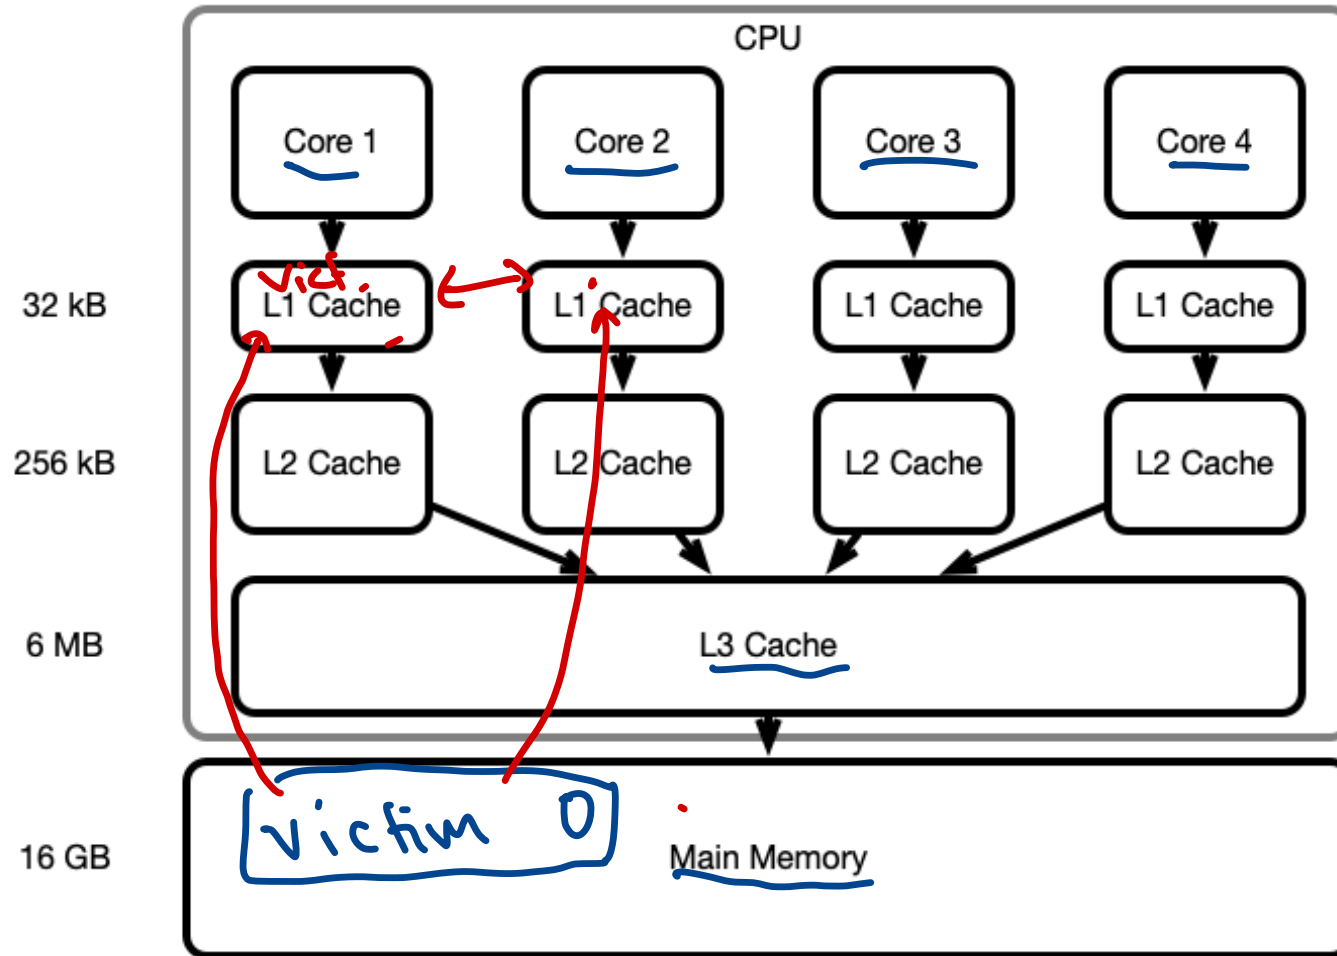 CPU
Core 1 Core 2 Core 3 Core 4
vict.
32 kB L1 Cache L1 Cache L1 Cache L1 Cache
256 kB L2 Cache L2 Cache L2 Cache L2 Cache
6 MB L3 Cache
victim 0
16 GB Main Memory